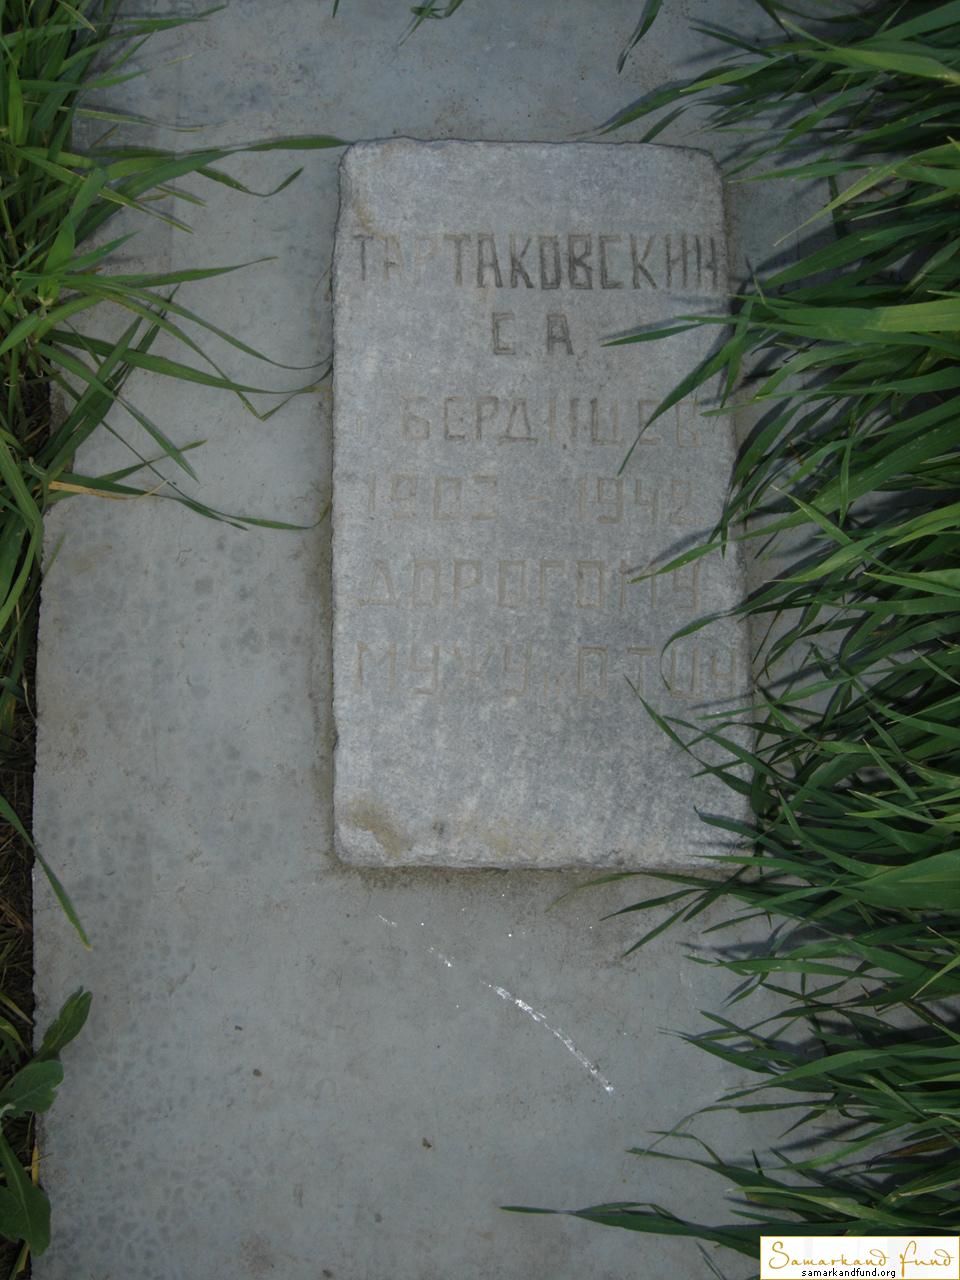 ТАРТАКОВСКИЙ
С.А
Г БЕРДИЧЕВ
1903 - 1942
ДОРОГОМУ
МУЖУ И ОТЦУ
Samarkand fund
samarkandfund.org